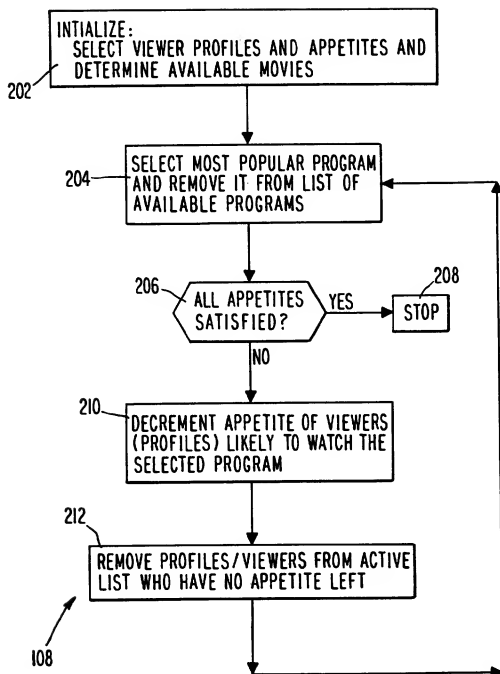 INTIALIZE:
SELECT VIEWER PROFILES AND APPETITES AND
DETERMINE AVAILABLE MOVIES
202
SELECT MOST POPULAR PROGRAM
AND REMOVE IT FROM LIST OF
AVAILABLE PROGRAMS
204
206
ALL APPETITES
SATISFIED?
YES
208
STOP
NO
210
DECREMENT APPETITE OF VIEWERS
(PROFILES) LIKELY TO WATCH THE
SELECTED PROGRAM
212
REMOVE PROFILES/VIEWERS FROM ACTIVE
LIST WHO HAVE NO APPETITE LEFT
108